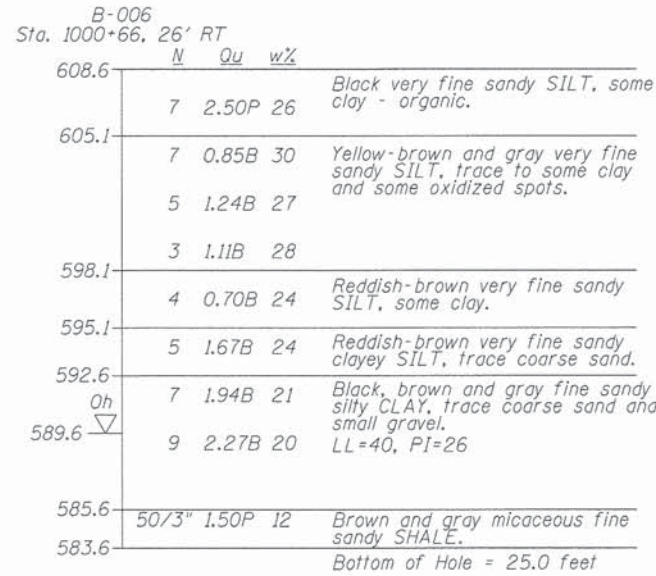 B-006
Sta. 1000+66, 26' RT
N Qu w%
608.6
7 2.50P 26 Black very fine sandy SILT, some
clay - organic.
605.1
7 0.85B 30 Yellow-brown and gray very fine
sandy SILT, trace to some clay
and some oxidized spots.
5 1.24B 27
3 1.11B 28
598.1
4 0.70B 24 Reddish-brown very fine sandy
SILT, some clay.
595.1
5 1.67B 24 Reddish-brown very fine sandy
clayey SILT, trace coarse sand.
592.6
0h
7 1.94B 21 Black, brown and gray fine sandy
silty CLAY, trace coarse sand and
small gravel.
589.6
9 2.27B 20 LL=40, PI=26
585.6
50/3" 1.50P 12 Brown and gray micaceous fine
sandy SHALE.
583.6
Bottom of Hole = 25.0 feet